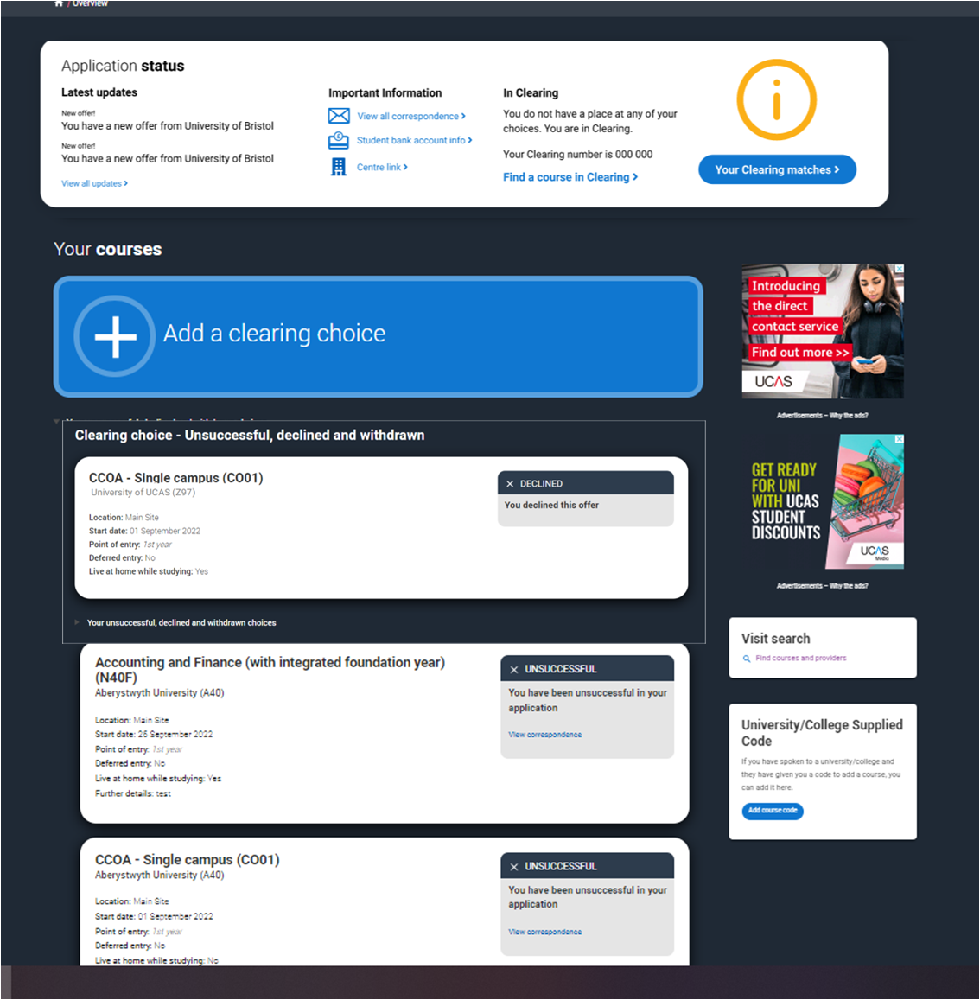 / Overview
Application status
Latest updates
New offer!
You have a new offer from University of Bristol
New offer!
You have a new offer from University of Bristol
View all updates >
Important Information
View all correspondence >
Student bank account info >
Centre link >
In Clearing
You do not have a place at any of your
choices. You are in Clearing.
Your Clearing number is 000 000
Find a course in Clearing >
i
Your Clearing matches >
Your courses
Add a clearing choice
Introducing
the direct
contact service
Find out more >>
UCAS
Advertisements – Why the ads?
GET READY
FOR UNI
WITH UCAS
STUDENT
DISCOUNTS
UCAS
Media
Advertisements – Why the ads?
Clearing choice - Unsuccessful, declined and withdrawn
CCOA - Single campus (CO01)
University of UCAS (Z97)
Location: Main Site
Start date: 01 September 2022
Point of entry: 1st year
Deferred entry: No
Live at home while studying: Yes
× DECLINED
You declined this offer
Your unsuccessful, declined and withdrawn choices
Accounting and Finance (with integrated foundation year)
(N40F)
Aberystwyth University (A40)
Location: Main Site
Start date: 26 September 2022
Point of entry: 1st year
Deferred entry: No
Live at home while studying: Yes
Further details: test
× UNSUCCESSFUL
You have been unsuccessful in your
application
View correspondence
CCOA - Single campus (CO01)
Aberystwyth University (A40)
Location: Main Site
Start date: 01 September 2022
Point of entry: 1st year
Deferred entry: No
Live at home while studying: No
× UNSUCCESSFUL
You have been unsuccessful in your
application
View correspondence
Visit search
Find courses and providers
University/College Supplied
Code
If you have spoken to a university/college and
they have given you a code to add a course, you
can add it here.
Add course code